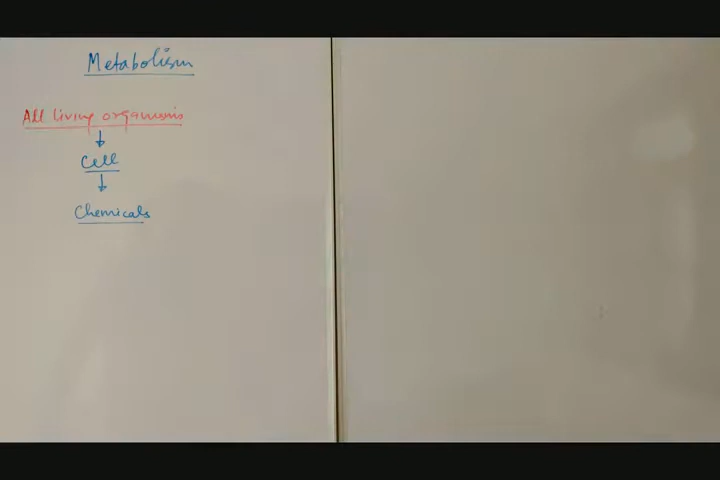 Metabolism
All living organisms
↓
Cell
↓
Chemicals